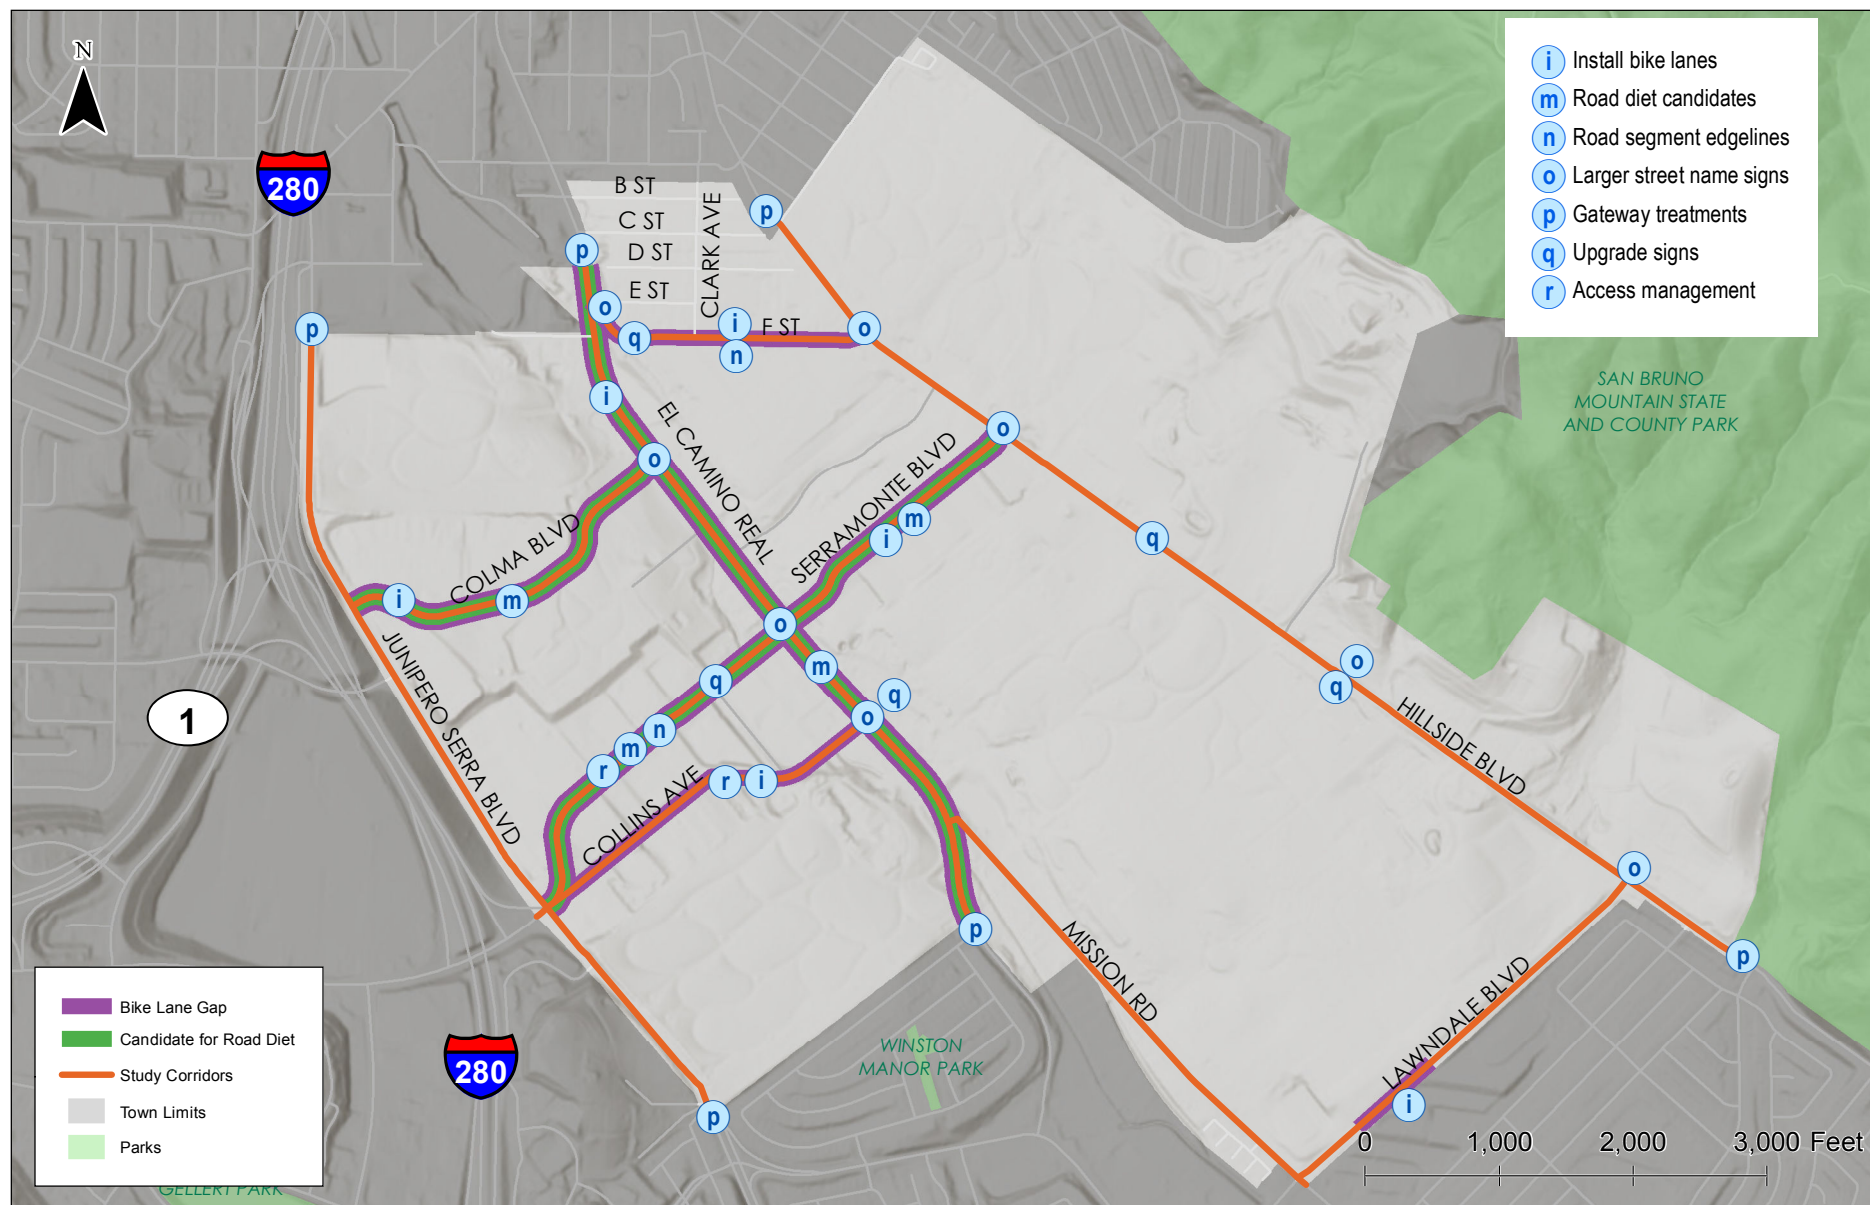 N
i Install bike lanes
m Road diet candidates
n Road segment edgelines
o Larger street name signs
p Gateway treatments
q Upgrade signs
r Access management
280
B ST
C ST
D ST
E ST
CLARK AVE
F ST
p
p
o
q
i
n
o
p
i
o
o
EL CAMINO REAL
SERRAMONTE BLVD
SAN BRUNO
MOUNTAIN STATE
AND COUNTY PARK
m
i
q
COLMA BLVD
i
m
o
JUNIPERO SERRA BLVD
q
m
o
q
o
q
HILLSIDE BLVD
1
n
m
r
r
i
COLLINS AVE
o
p
p
MISSION RD
LAWNDALE BLVD
i
WINSTON
MANOR PARK
280
p
Bike Lane Gap
Candidate for Road Diet
Study Corridors
Town Limits
Parks
GELLERT PARK
0 1,000 2,000 3,000 Feet